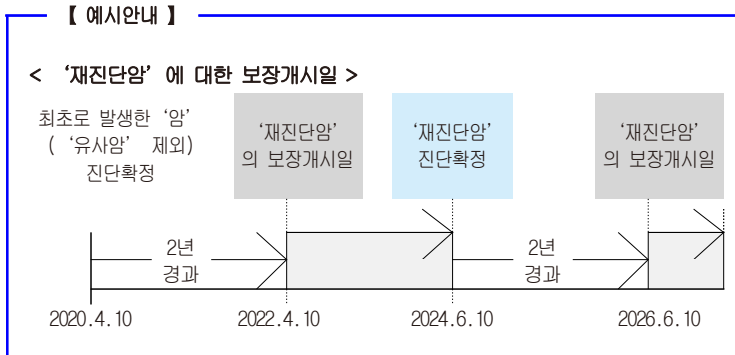 【 예시안내 】
< ‘재진단암’에 대한 보장개시일 >
최초로 발생한 ‘암’
( ‘유사암’ 제외)
진단확정
‘재진단암’
의 보장개시일
‘재진단암’
진단확정
‘재진단암’
의 보장개시일
2년
경과
2년
경과
2020.4.10
2022.4.10
2024.6.10
2026.6.10